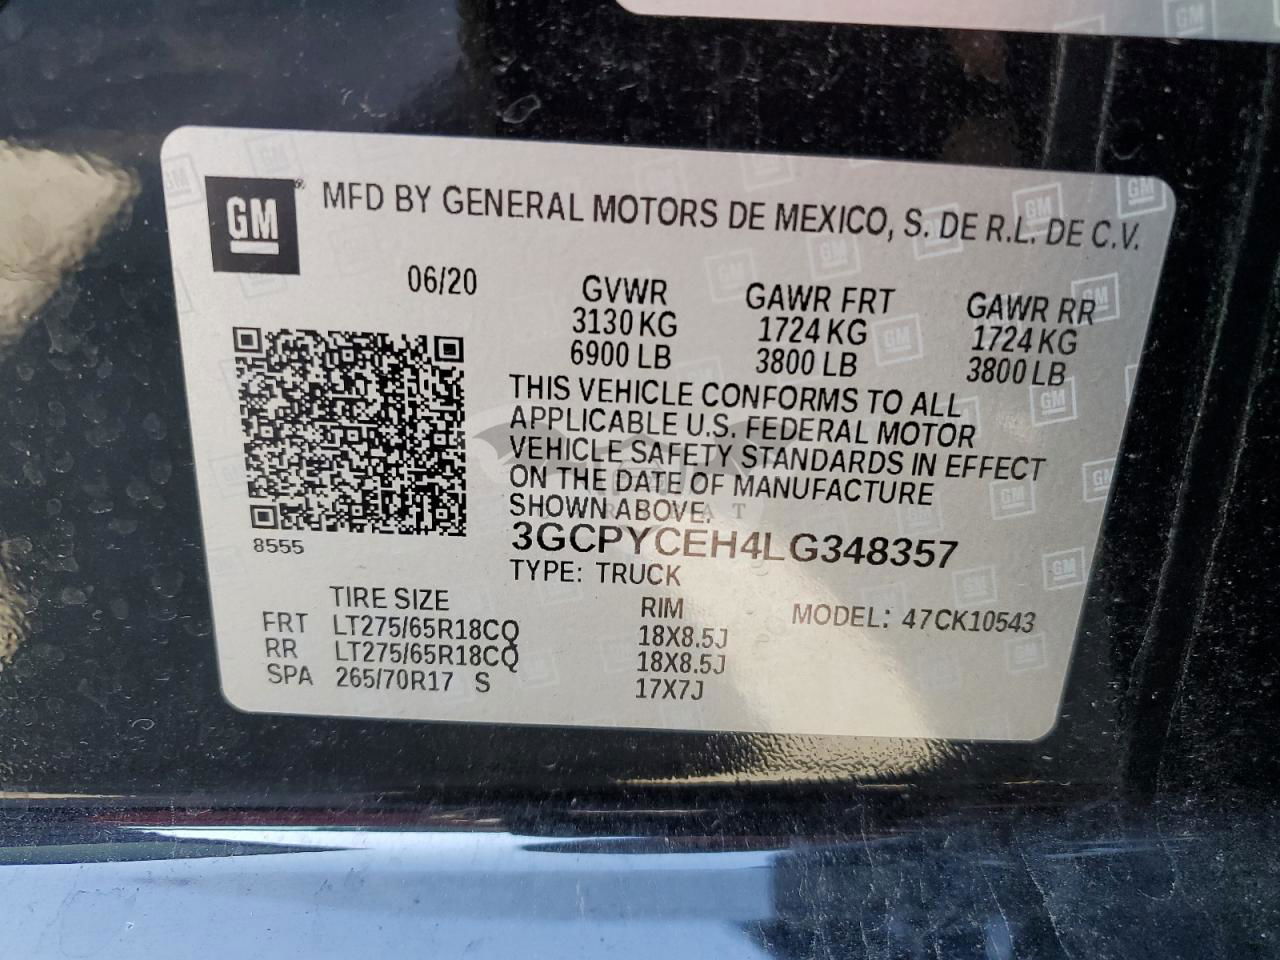 GM
MFD BY GENERAL MOTORS DE MEXICO, S. DE R.L. DE C.V.
06/20
GVWR GAWR FRT GAWR RR
3130 KG 1724 KG 1724 KG
6900 LB 3800 LB 3800 LB
THIS VEHICLE CONFORMS TO ALL
APPLICABLE U.S. FEDERAL MOTOR
VEHICLE SAFETY STANDARDS IN EFFECT
ON THE DATE OF MANUFACTURE
SHOWN ABOVE.
8555
3GCPYCEH4LG348357
TYPE: TRUCK
TIRE SIZE RIM MODEL: 47CK10543
FRT LT275/65R18CQ 18X8.5J
RR LT275/65R18CQ 18X8.5J
SPA 265/70R17 S 17X7J